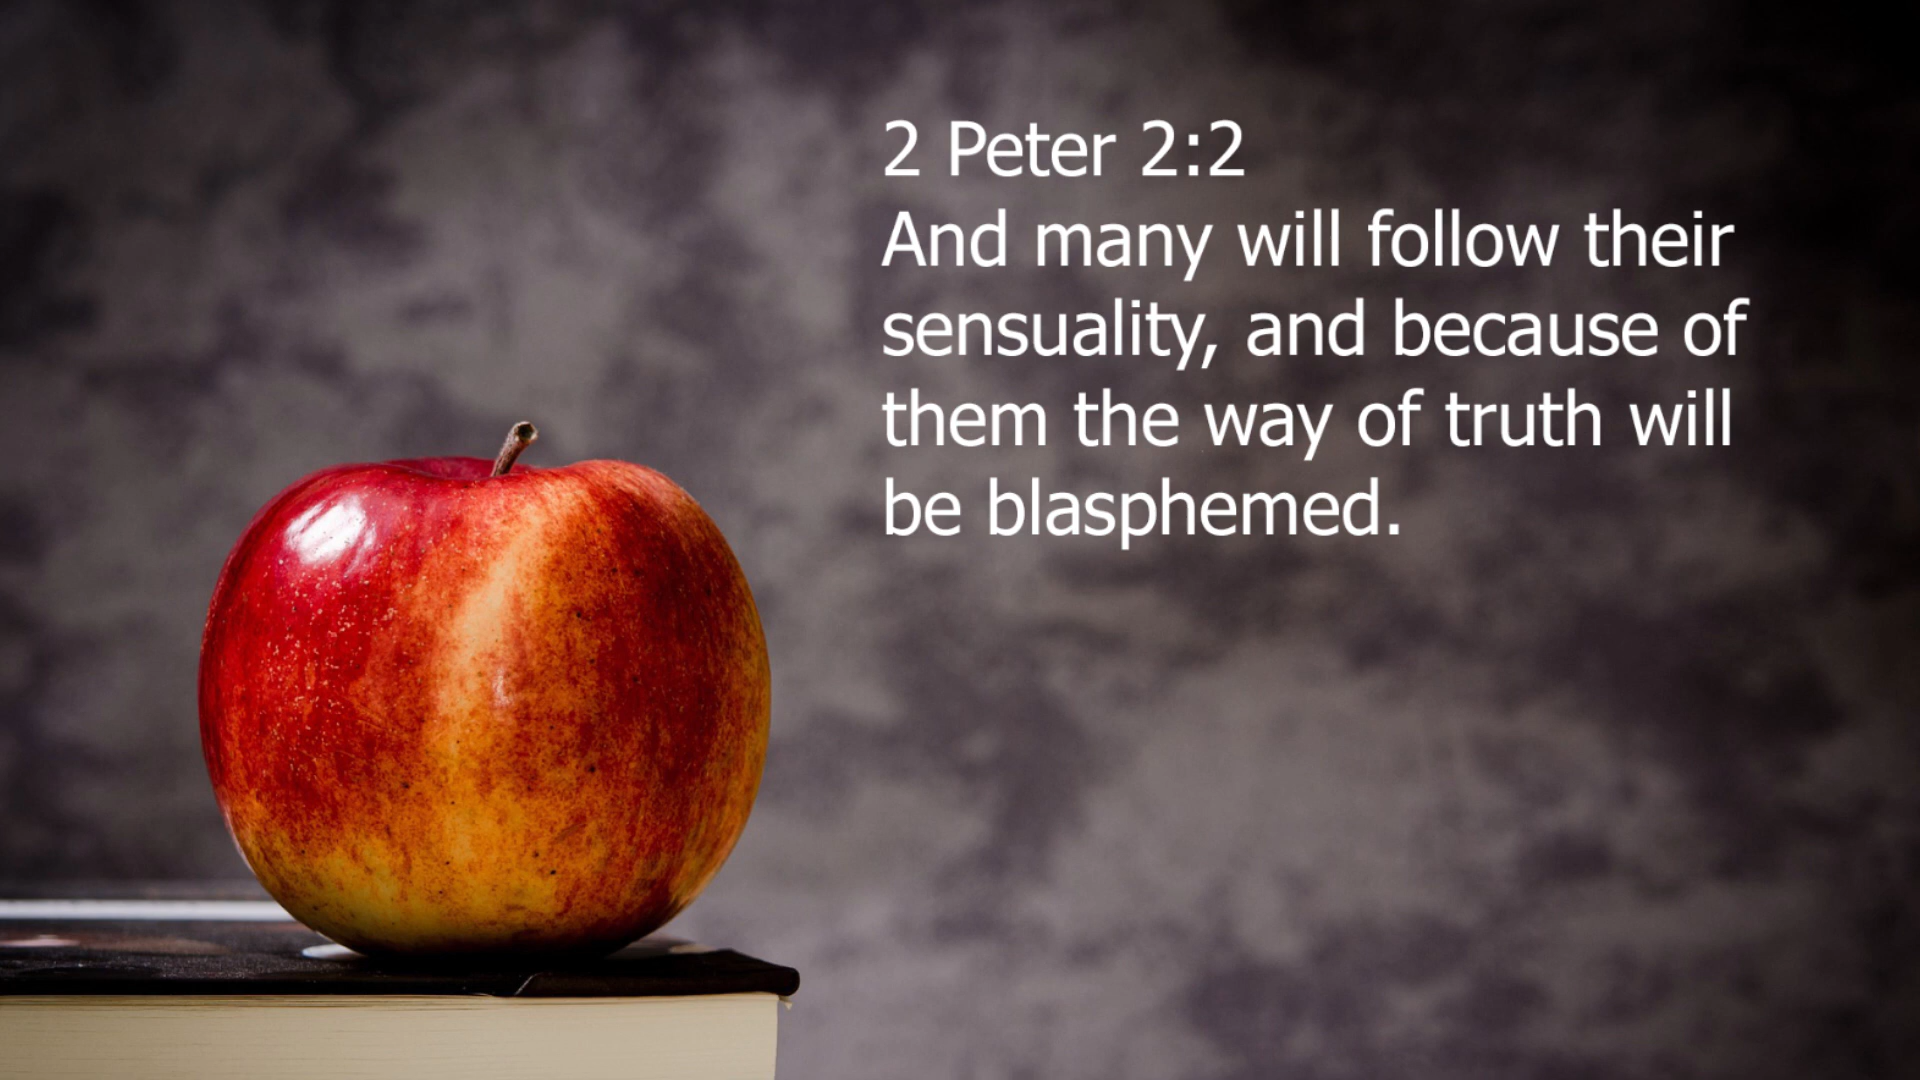 2 Peter 2:2
And many will follow their
sensuality, and because of
them the way of truth will
be blasphemed.